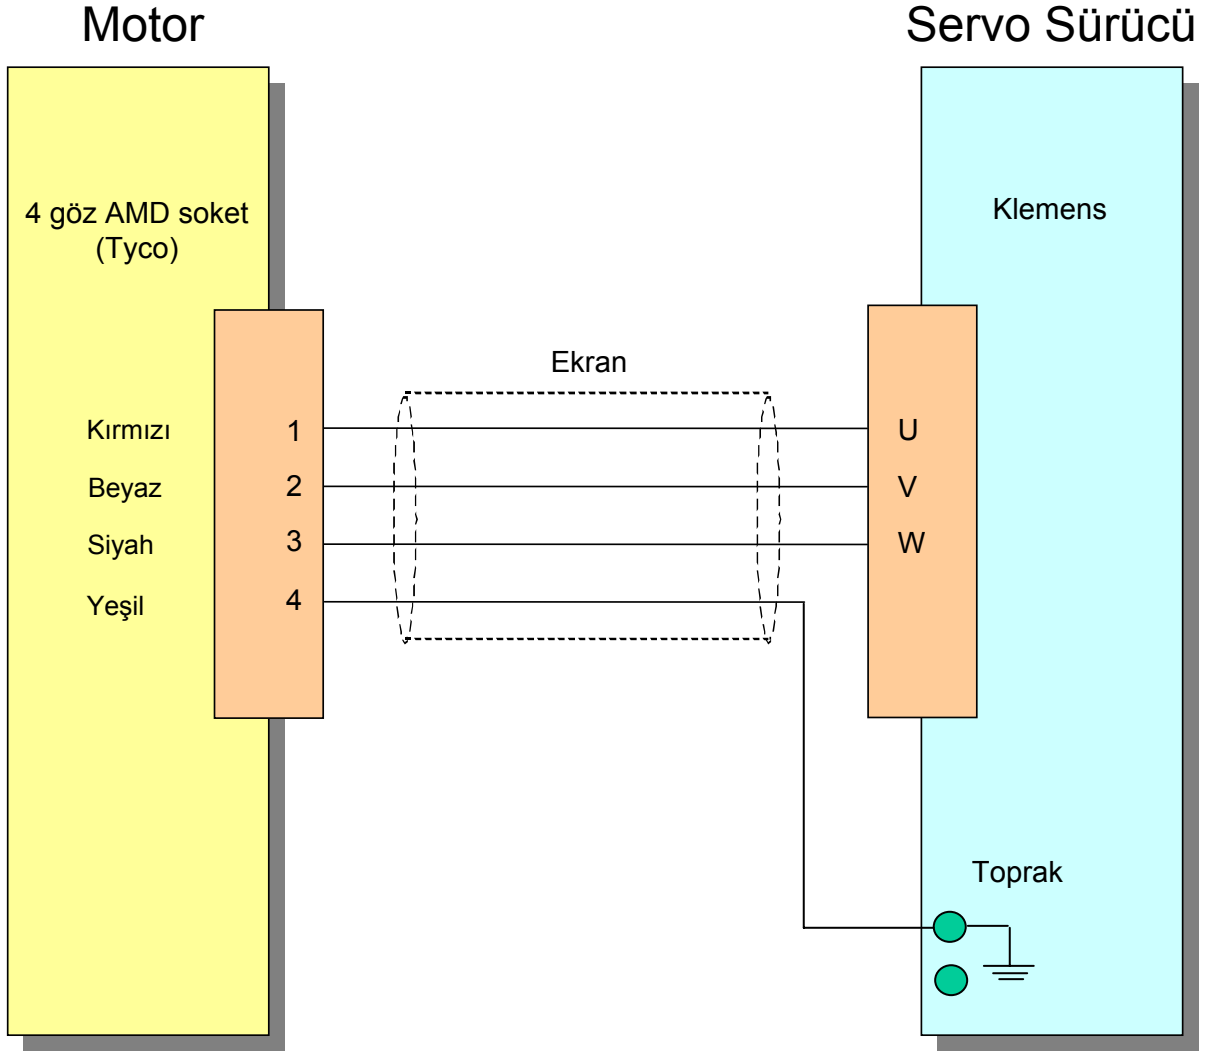 Motor
Servo Sürücü
4 göz AMD soket
(Tyco)
Klemens
Ekran
Kırmızı 1
U
Beyaz 2
V
Siyah 3
W
Yeşil 4
Toprak